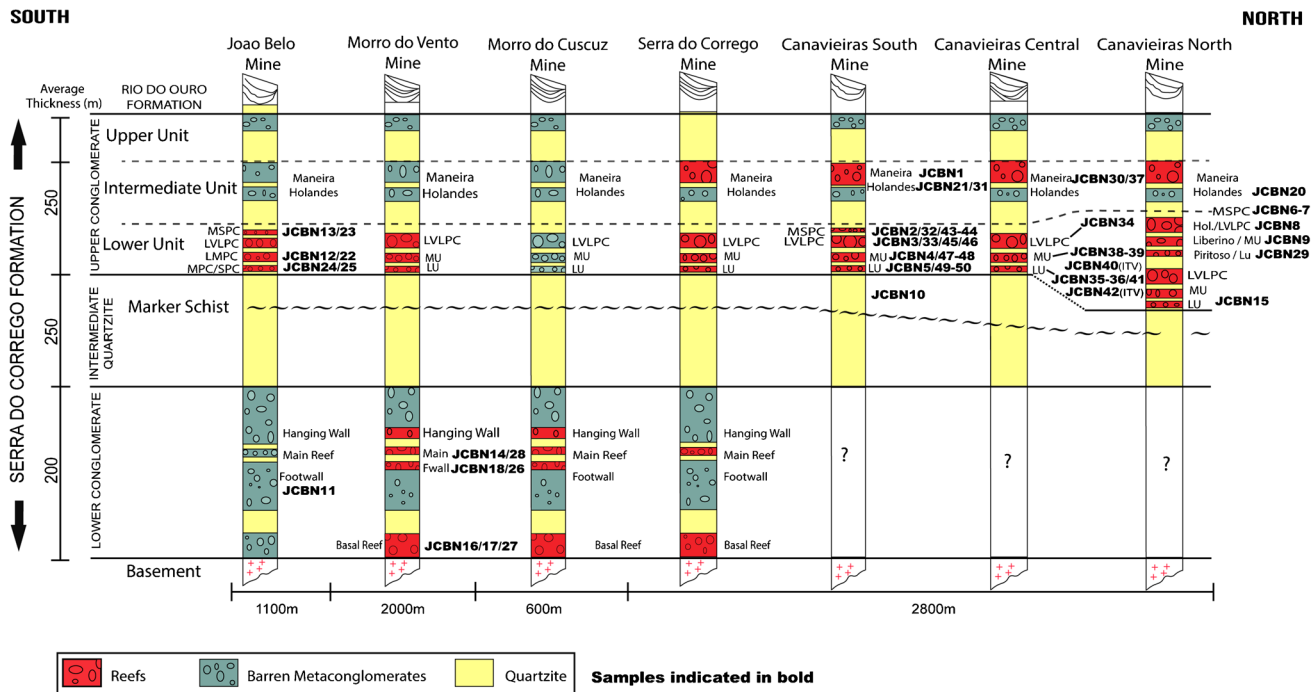 SOUTH
NORTH
Joao Belo
Mine
Morro do Vento
Mine
Morro do Cuscuz
Mine
Serra do Corrego
Mine
Canavieiras South
Mine
Canavieiras Central
Mine
Canavieiras North
Mine
Average
Thickness (m)
RIO DO OURO
FORMATION
SERRA DO CORREGO FORMATION
250
250
200
UPPER CONGLOMERATE
INTERMEDIATE
QUARTZITE
LOWER CONGLOMERATE
Upper Unit
Intermediate Unit
Lower Unit
Marker Schist
Basement
Maneira
Holandes
MSPC
LVLPC
LMPC
MPC/SPC
JCBN13/23
JCBN12/22
JCBN24/25
Hanging Wall
Main Reef
Footwall
JCBN11
Maneira
Holandes
LVLPC
MU
LU
Hanging Wall
Main JCBN14/28
Fwall JCBN18/26
Basal Reef
JCBN16/17/27
Maneira
Holandes
LVLPC
MU
LU
Hanging Wall
Main Reef
Footwall
Basal Reef
Maneira
Holandes
LVLPC
MU
LU
Hanging Wall
Main Reef
Footwall
Basal Reef
Maneira JCBN1
Holandes JCBN21/31
MSPC
LVLPC
JCBN2/32/43-44
JCBN3/33/45/46
MU JCBN4/47-48
LU JCBN5/49-50
JCBN10
?
Maneira
Holandes
JCBN30/37
JCBN34
LVLPC
MU
LU
JCBN38-39
JCBN40(ITV)
JCBN35-36/41
JCBN42(ITV)
?
Maneira
Holandes JCBN20
MSPC JCBN6-7
Hol./LVLPC JCBN8
Liberino / MU JCBN9
Piritoso / Lu JCBN29
LVLPC
MU
LU JCBN15
?
1100m
2000m
600m
2800m
Reefs
Barren Metaconglomerates
Quartzite
Samples indicated in bold